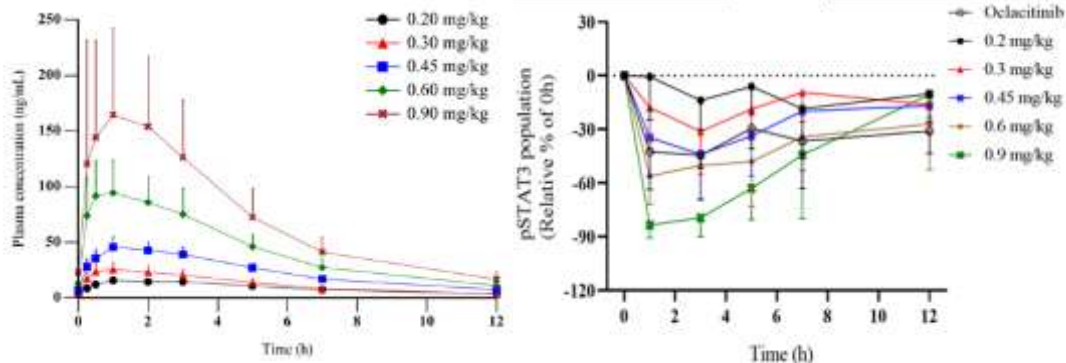 250
200
150
100
50
0
0 2 4 6 8 10 12
Time (h)
Plasma concentration (ng/mL)
0.20 mg/kg
0.30 mg/kg
0.45 mg/kg
0.60 mg/kg
0.90 mg/kg
0
-30
-60
-90
-120
0 2 4 6 8 10 12
Time (h)
pSTAT3 population
(Relative % of 0h)
Oclacitinib
0.2 mg/kg
0.3 mg/kg
0.45 mg/kg
0.6 mg/kg
0.9 mg/kg